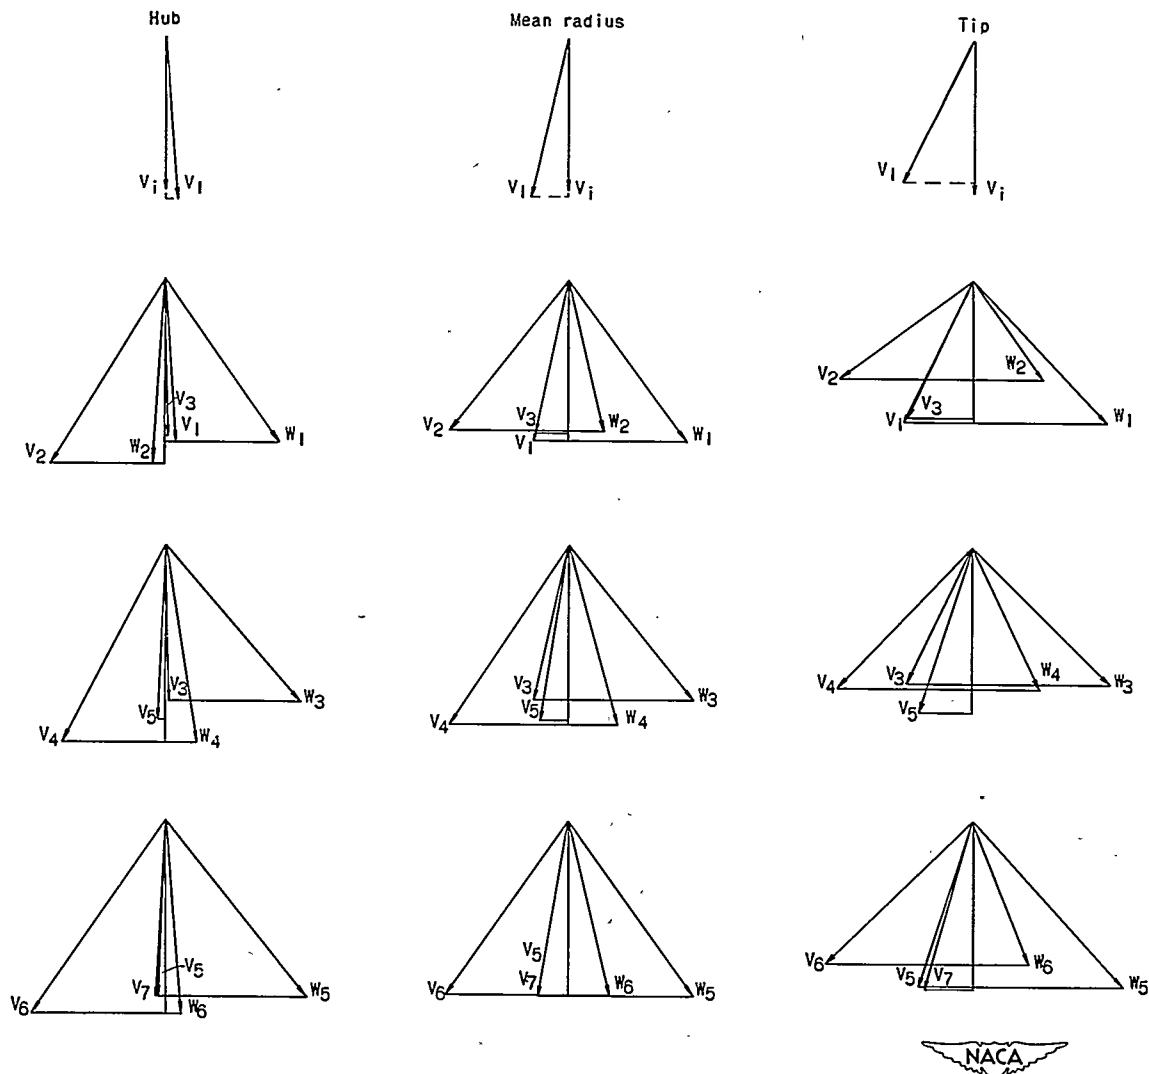 Hub
Mean radius
Tip
Vi V1
V1 Vi
V1 Vi
V3
V1
V2 W2 W1
V3
V2 W2
V1 W1
W2
V2
V3
V1 W1
V3 W3
V5
V4 W4
V3 W3
V5
V4 W4
V3 W4 W3
V4
V5
V5
V7 W5
V6 W6
V5
V7
V6 W6 W5
V6 W6
V5 V7 W5
NACA